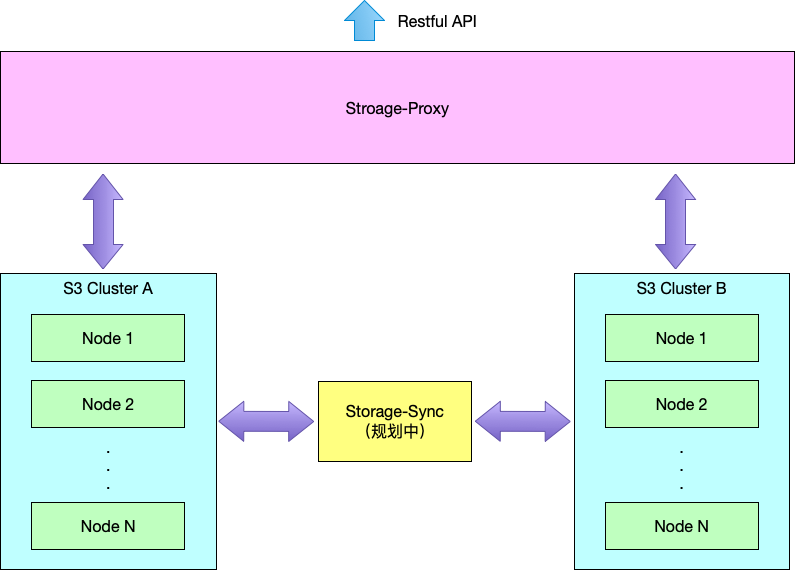 Restful API
Stroage-Proxy
S3 Cluster A
Node 1
Node 2
.
.
.
Node N
Storage-Sync
（规划中）
S3 Cluster B
Node 1
Node 2
.
.
.
Node N